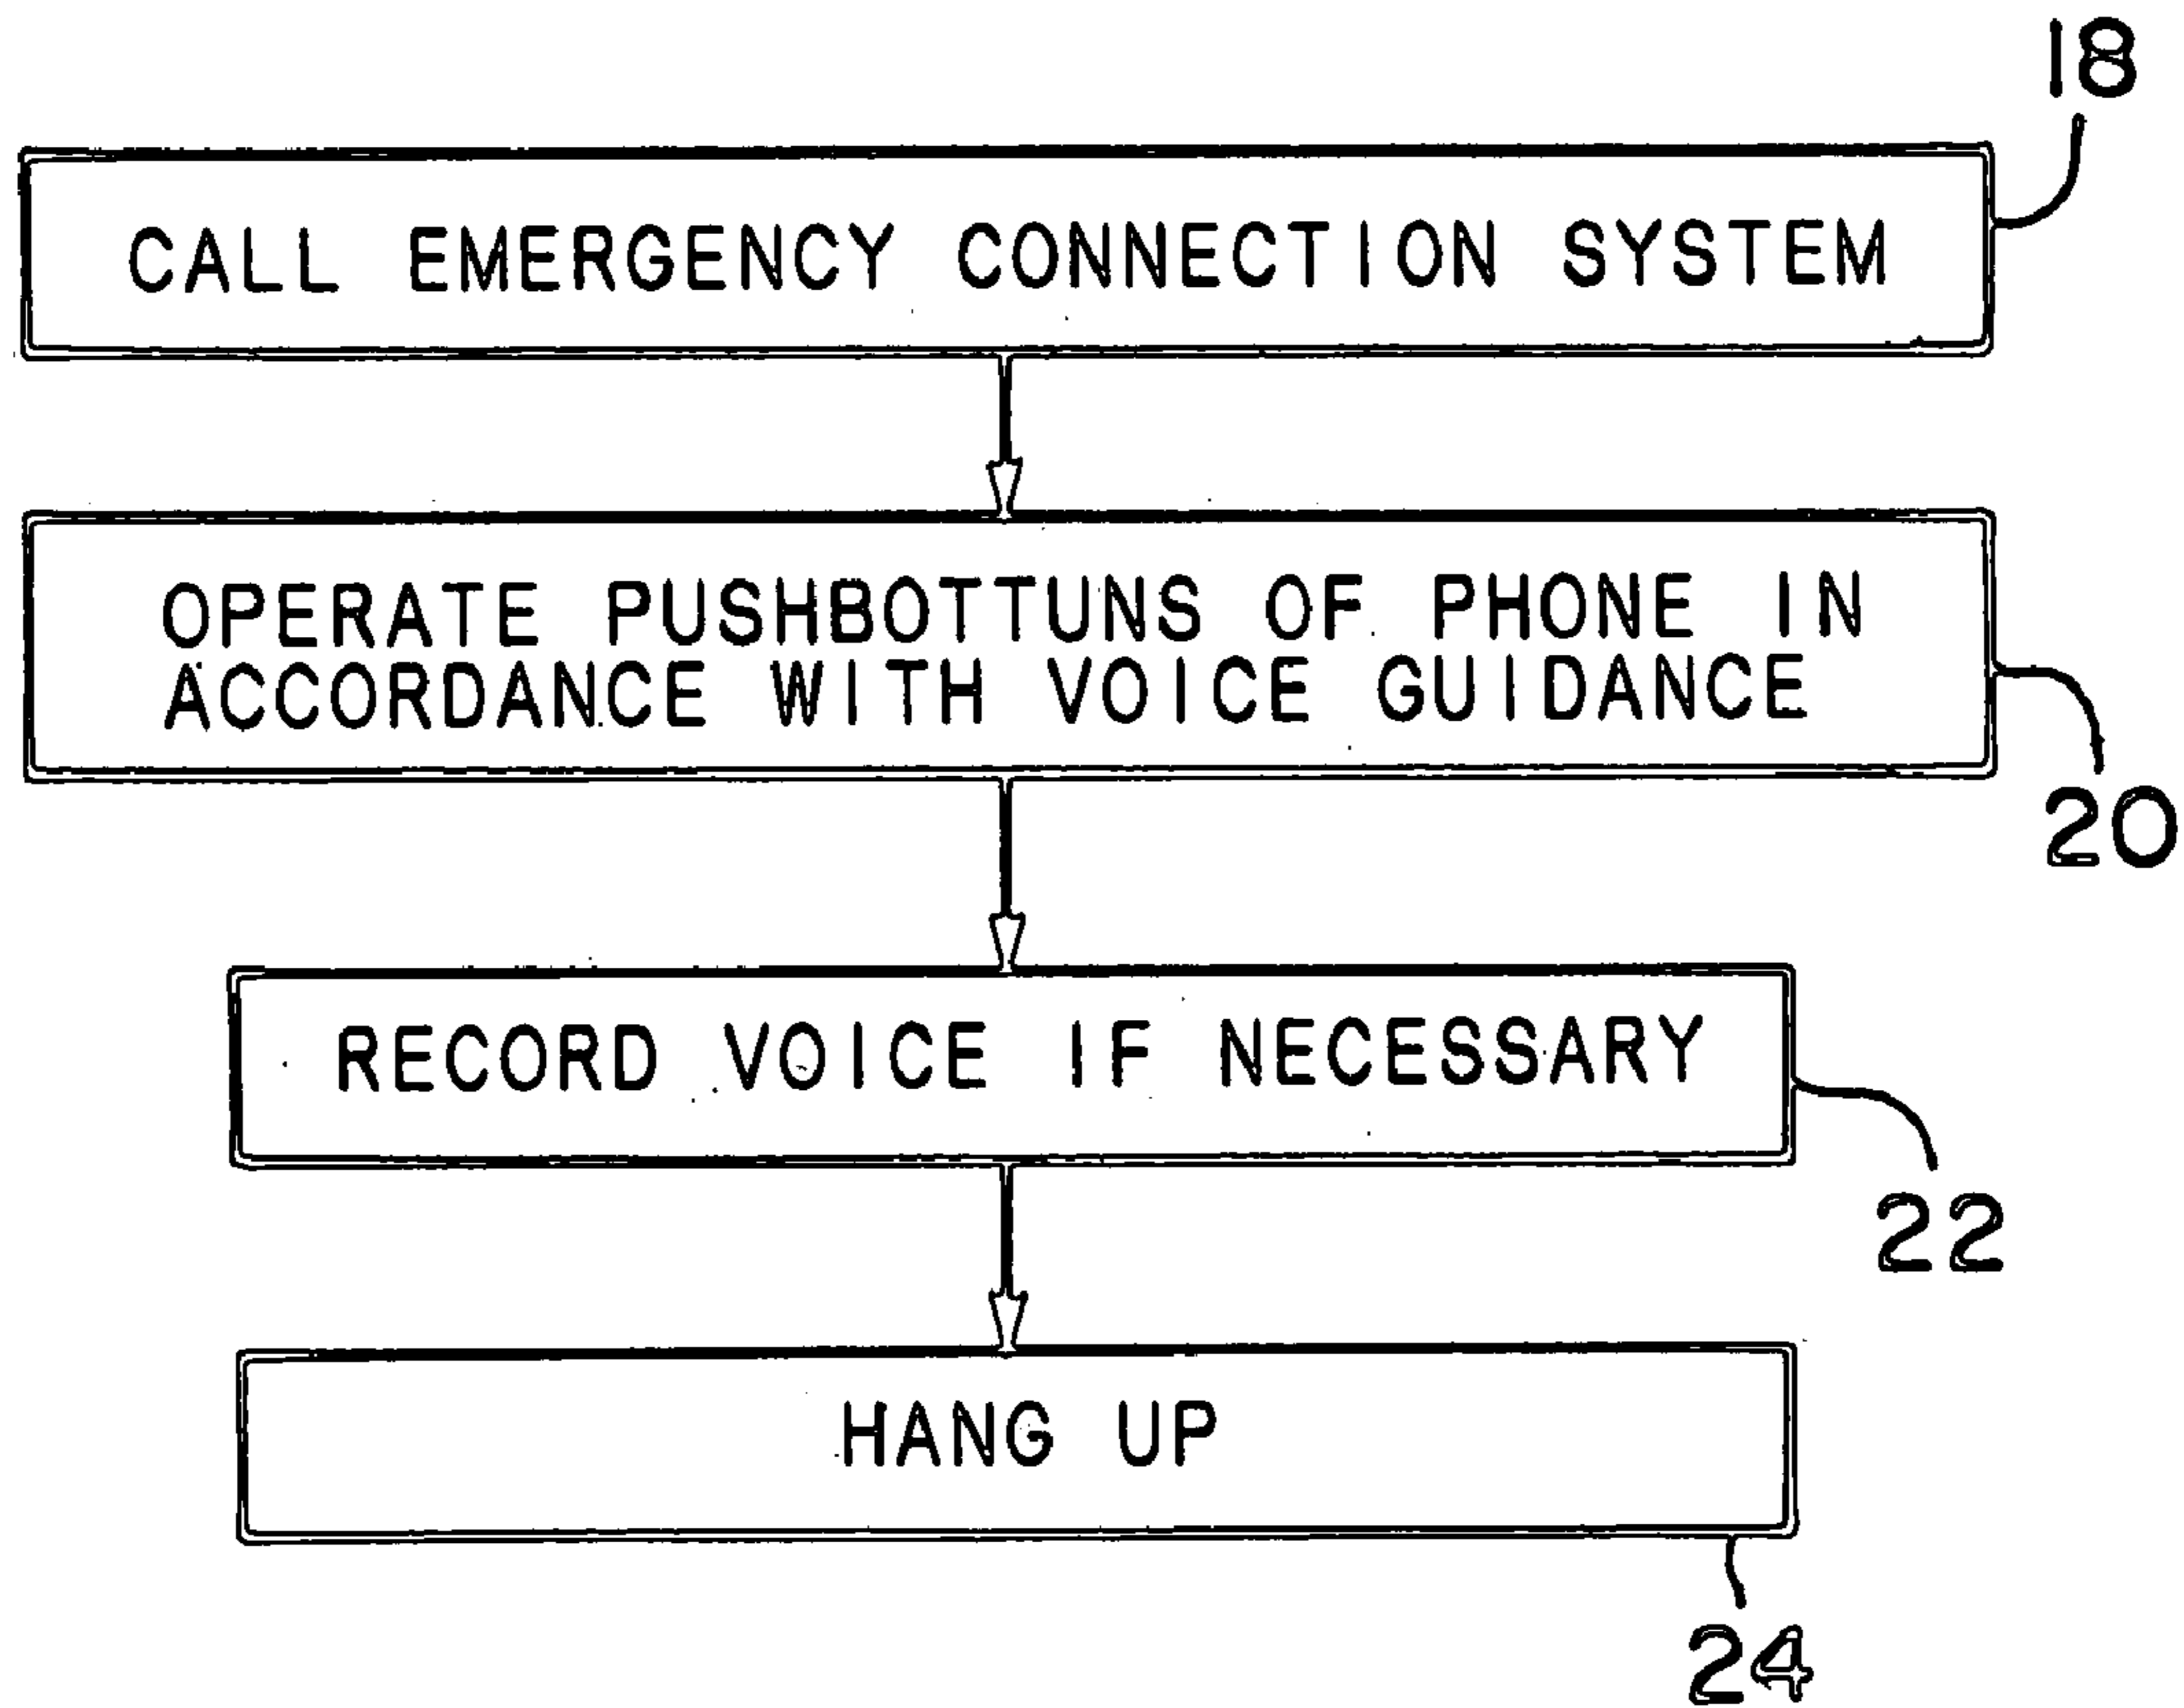 18
CALL EMERGENCY CONNECTION SYSTEM
OPERATE PUSHBOTTUNS OF PHONE IN
ACCORDANCE WITH VOICE GUIDANCE
20
RECORD VOICE IF NECESSARY
22
HANG UP
24